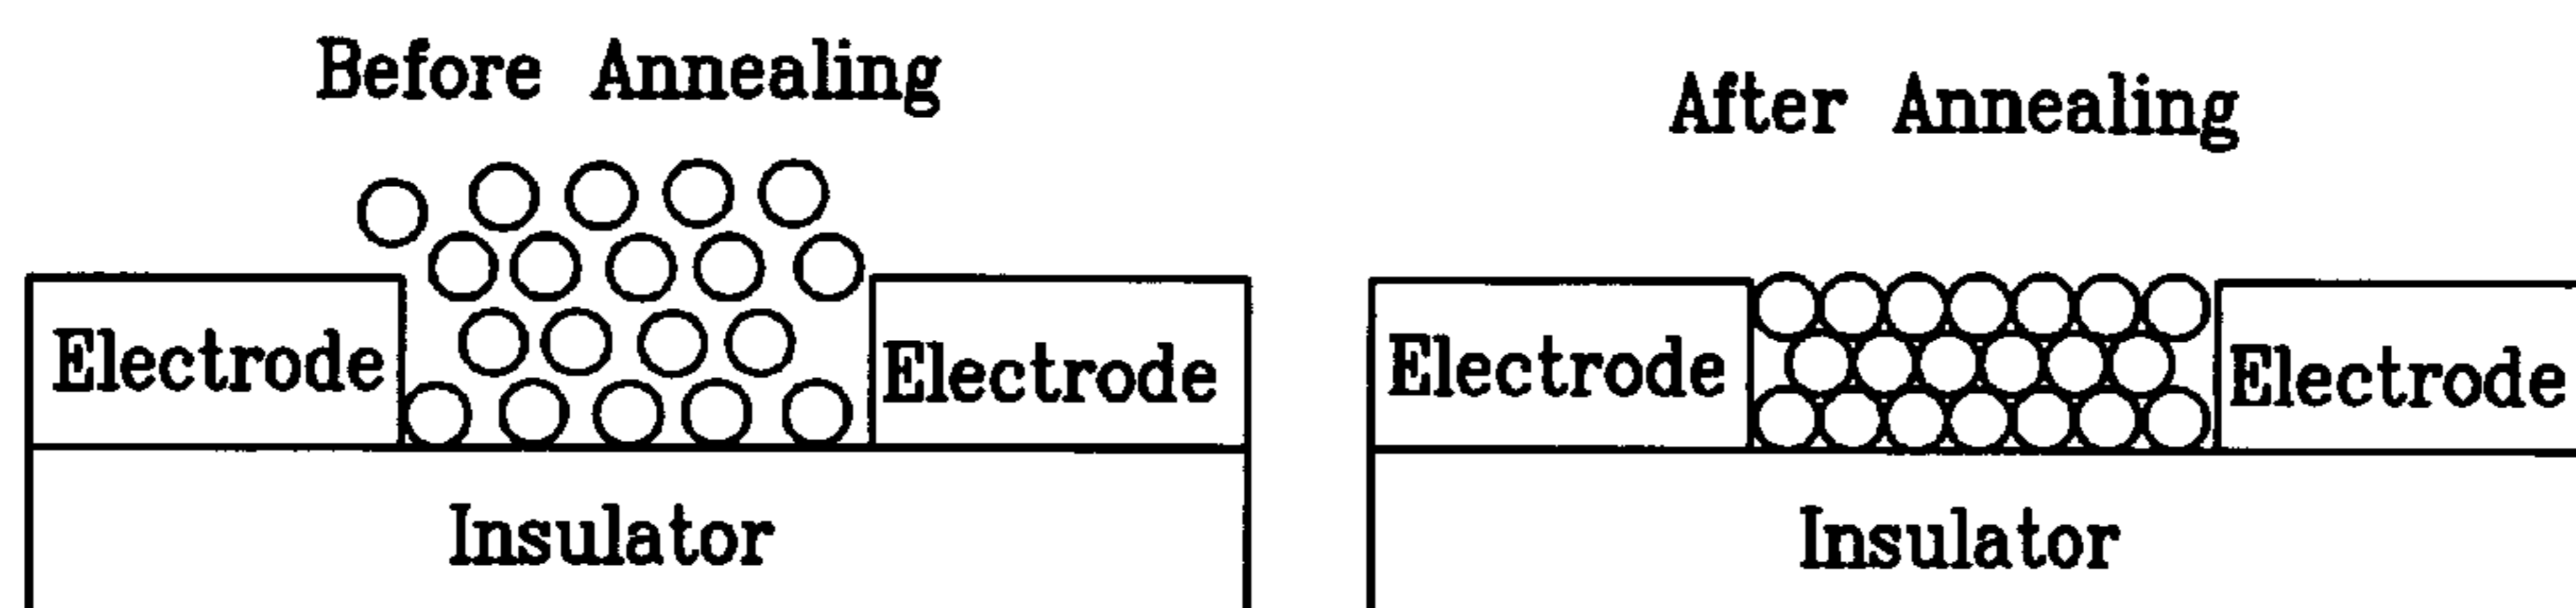 Before Annealing
Electrode
Electrode
Insulator
After Annealing
Electrode
Electrode
Insulator